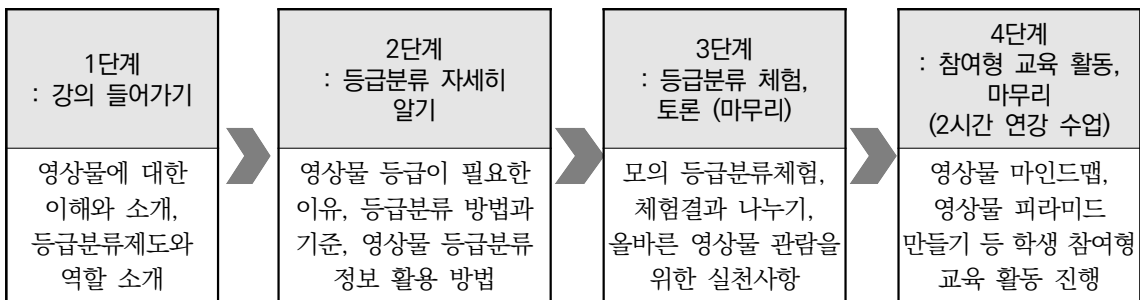 1단계
: 강의 들어가기
영상물에 대한
이해와 소개,
등급분류제도와
역할 소개
2단계
: 등급분류 자세히
알기
영상물 등급이 필요한
이유, 등급분류 방법과
기준, 영상물 등급분류
정보 활용 방법
3단계
: 등급분류 체험,
토론 (마무리)
모의 등급분류체험,
체험결과 나누기,
올바른 영상물 관람을
위한 실천사항
4단계
: 참여형 교육 활동,
마무리
(2시간 연강 수업)
영상물 마인드맵,
영상물 피라미드
만들기 등 학생 참여형
교육 활동 진행